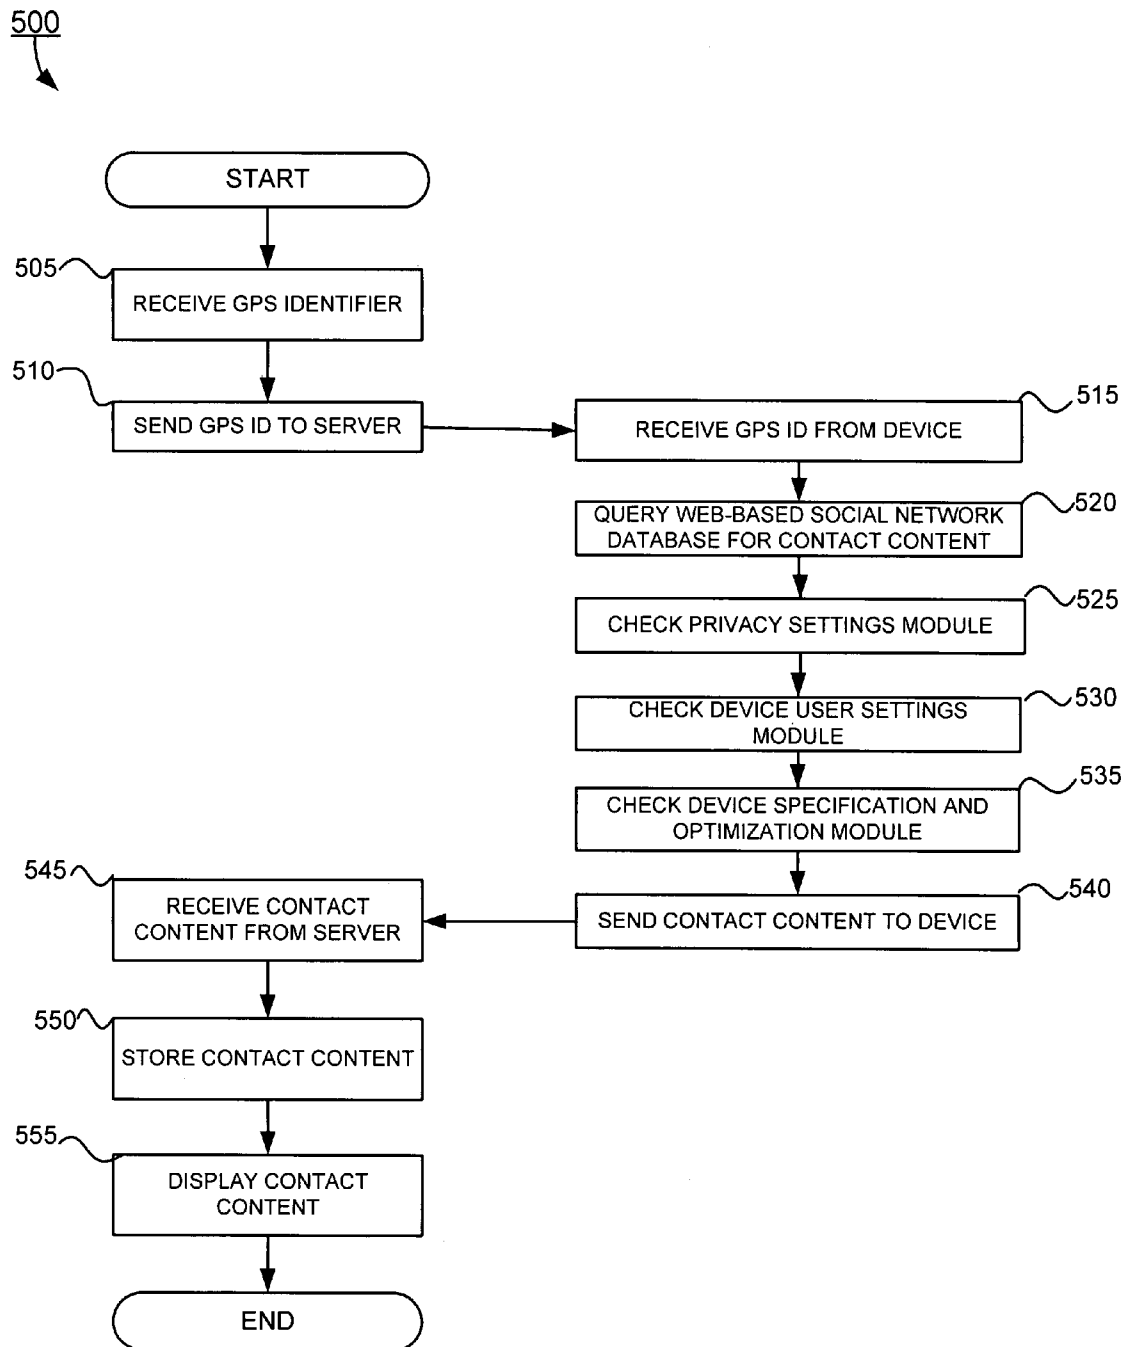 500
START
505
RECEIVE GPS IDENTIFIER
510
SEND GPS ID TO SERVER
515
RECEIVE GPS ID FROM DEVICE
520
QUERY WEB-BASED SOCIAL NETWORK
DATABASE FOR CONTACT CONTENT
525
CHECK PRIVACY SETTINGS MODULE
530
CHECK DEVICE USER SETTINGS
MODULE
535
CHECK DEVICE SPECIFICATION AND
OPTIMIZATION MODULE
540
SEND CONTACT CONTENT TO DEVICE
545
RECEIVE CONTACT
CONTENT FROM SERVER
550
STORE CONTACT CONTENT
555
DISPLAY CONTACT
CONTENT
END